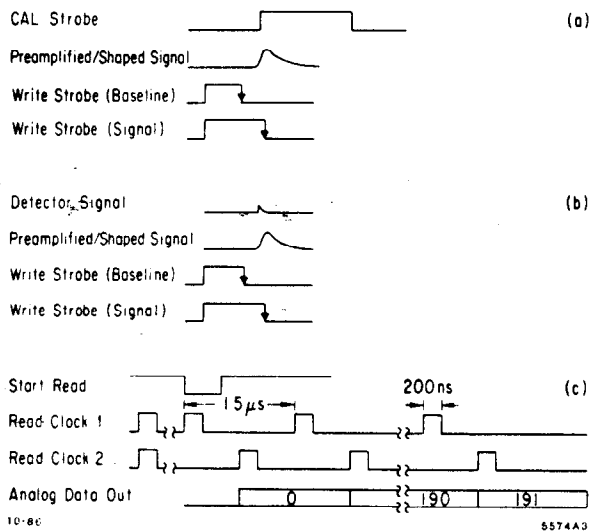 CAL Strobe (a)
Preamplified/Shaped Signal
Write Strobe (Baseline)
Write Strobe (Signal)
Detector Signal (b)
Preamplified/Shaped Signal
Write Strobe (Baseline)
Write Strobe (Signal)
Start Read (c)
15μs 200ns
Read Clock 1
Read Clock 2
Analog Data Out 0 190 191
10-86 5574A3